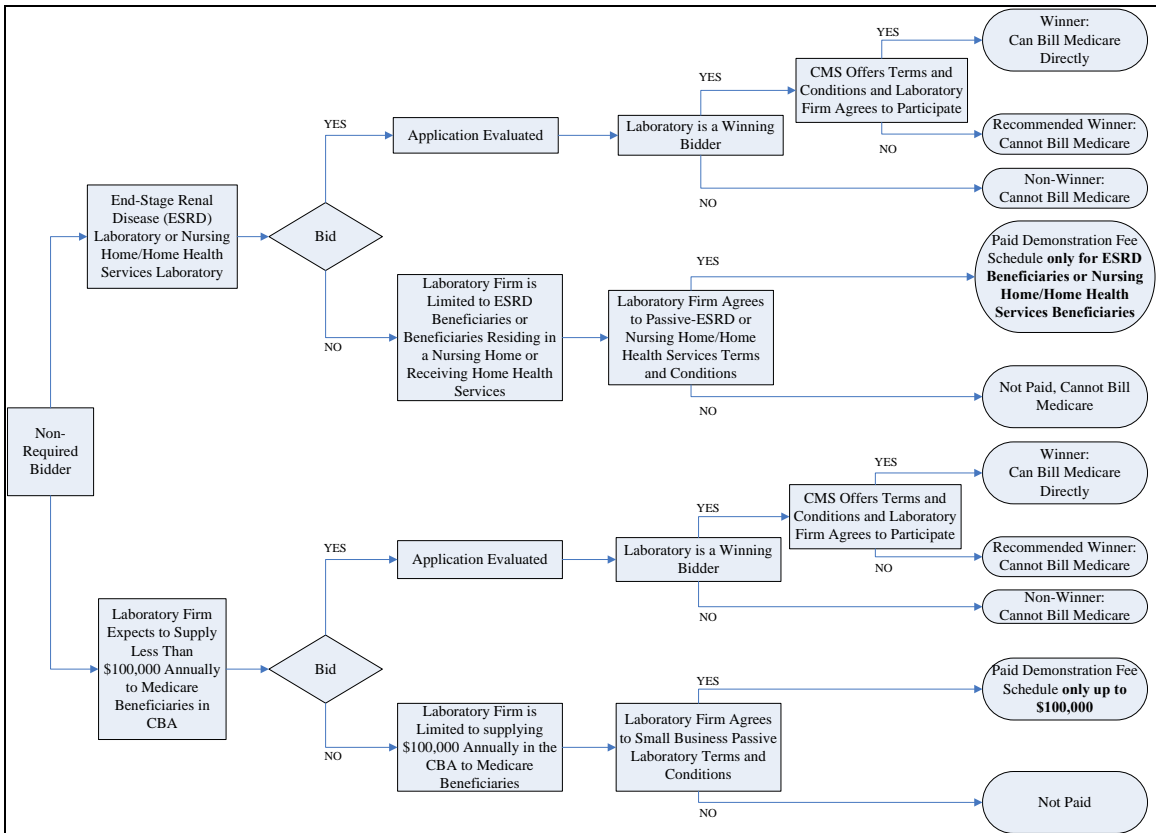 YES
Winner:
Can Bill Medicare
Directly
YES
CMS Offers Terms and
Conditions and Laboratory
Firm Agrees to Participate
YES
Application Evaluated
Laboratory is a Winning
Bidder
NO
Recommended Winner:
Cannot Bill Medicare
NO
Non-Winner:
Cannot Bill Medicare
End-Stage Renal
Disease (ESRD)
Laboratory or Nursing
Home/Home Health
Services Laboratory
Bid
YES
Paid Demonstration Fee
Schedule only for ESRD
Beneficiaries or Nursing
Home/Home Health
Services Beneficiaries
NO
Laboratory Firm is
Limited to ESRD
Beneficiaries or
Beneficiaries Residing in
a Nursing Home or
Receiving Home Health
Services
Laboratory Firm Agrees
to Passive-ESRD or
Nursing Home/Home
Health Services Terms
and Conditions
NO
Not Paid, Cannot Bill
Medicare
Non-
Required
Bidder
YES
Winner:
Can Bill Medicare
Directly
YES
CMS Offers Terms and
Conditions and Laboratory
Firm Agrees to Participate
YES
Application Evaluated
Laboratory is a Winning
Bidder
NO
Recommended Winner:
Cannot Bill Medicare
NO
Non-Winner:
Cannot Bill Medicare
Laboratory Firm
Expects to Supply
Less Than
$100,000 Annually
to Medicare
Beneficiaries in
CBA
Bid
YES
Paid Demonstration Fee
Schedule only up to
$100,000
NO
Laboratory Firm is
Limited to supplying
$100,000 Annually in the
CBA to Medicare
Beneficiaries
Laboratory Firm Agrees
to Small Business Passive
Laboratory Terms and
Conditions
NO
Not Paid